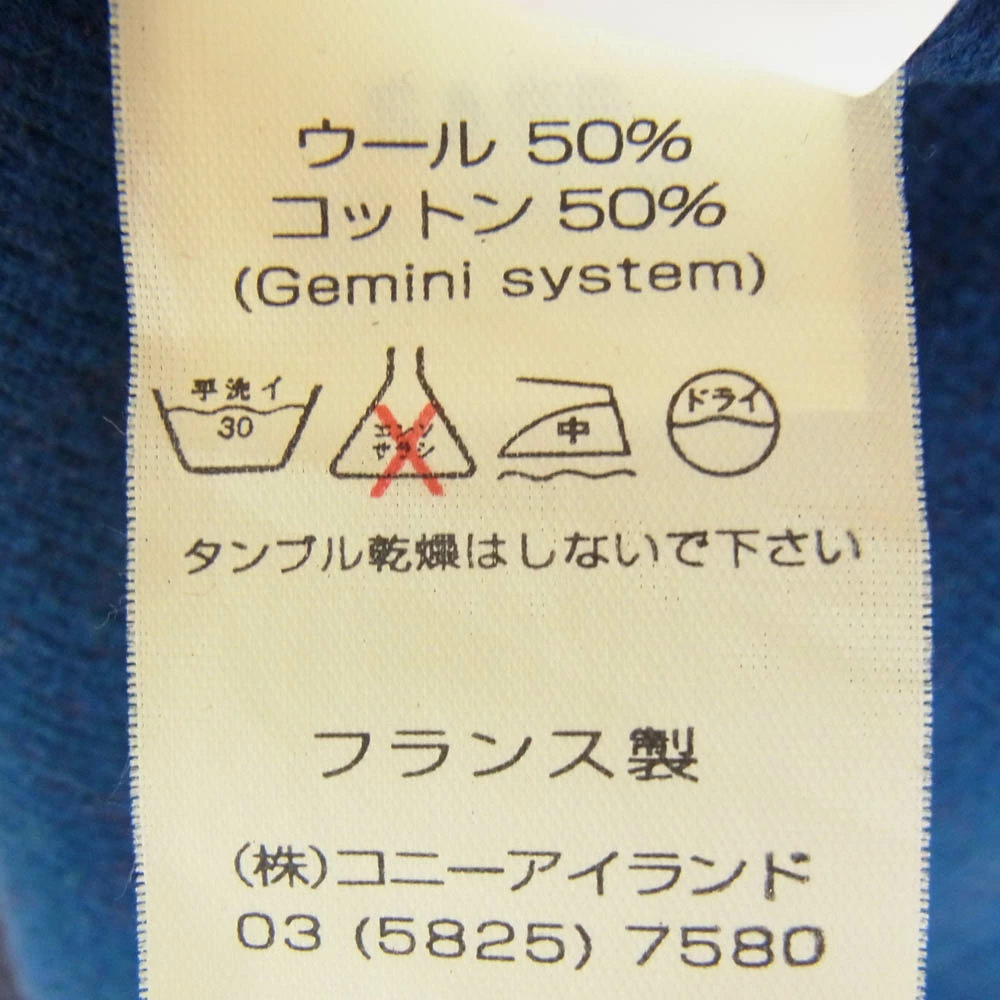 ウール 50%
コットン 50%
(Gemini system)
手洗イ
30
エンソ
サラシ
中
ドライ
タンブル乾燥はしないで下さい
フランス製
(株)コニーアイランド
03 (5825) 7580